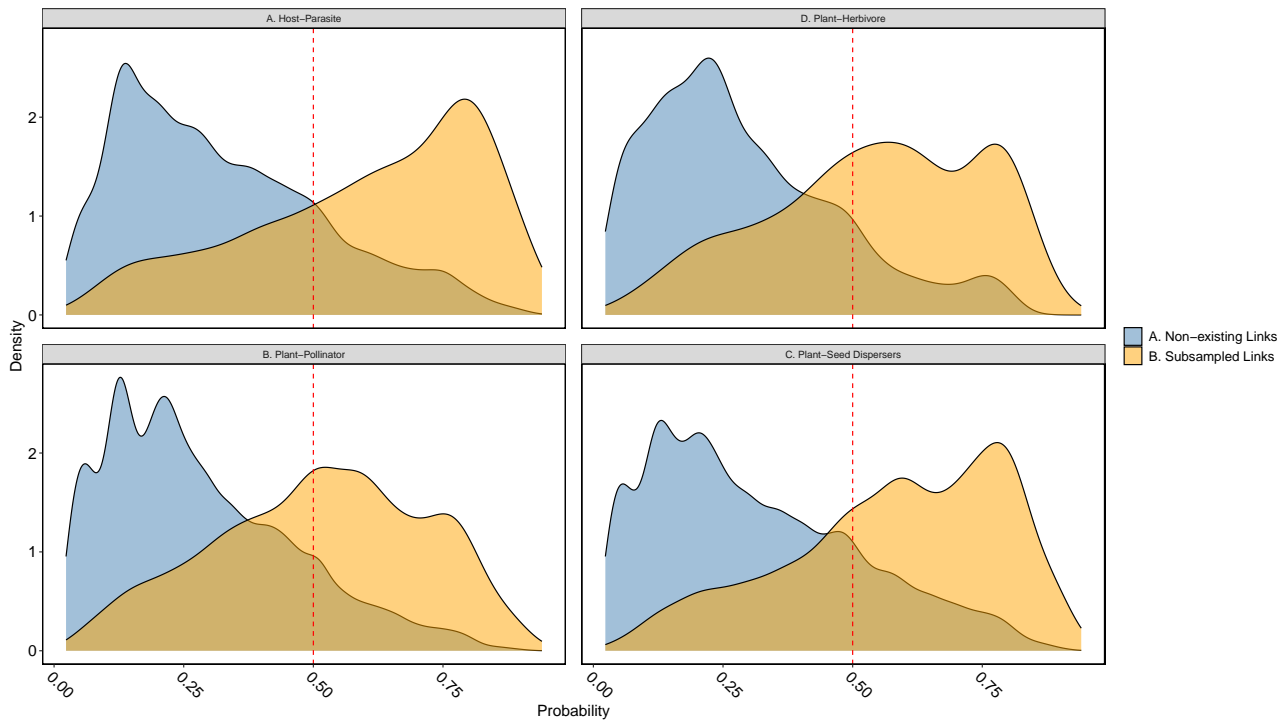 A. Host−Parasite
D. Plant−Herbivore
2
1
0
Density
B. Plant−Pollinator
C. Plant−Seed Dispersers
2
1
0
0.00
0.25
0.50
0.75
0.00
0.25
0.50
0.75
Probability
A. Non−existing Links
B. Subsampled Links